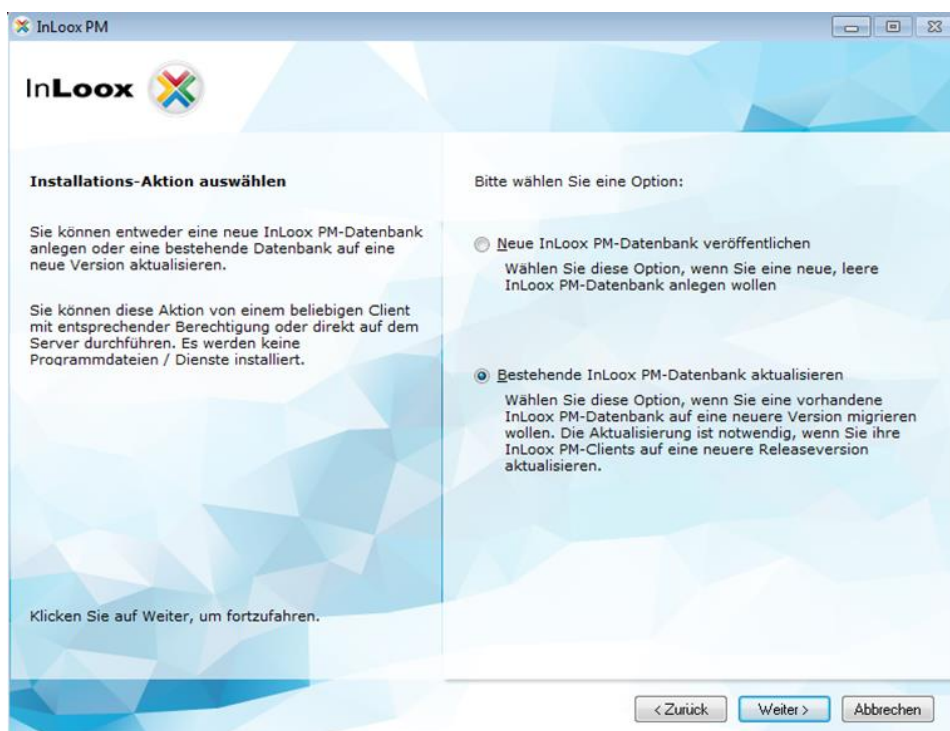 InLoox PM
InLoox
Installations-Aktion auswählen
Sie können entweder eine neue InLoox PM-Datenbank
anlegen oder eine bestehende Datenbank auf eine
neue Version aktualisieren.
Sie können diese Aktion von einem beliebigen Client
mit entsprechender Berechtigung oder direkt auf dem
Server durchführen. Es werden keine
Programmdateien / Dienste installiert.
Klicken Sie auf Weiter, um fortzufahren.
Bitte wählen Sie eine Option:
Neue InLoox PM-Datenbank veröffentlichen
Wählen Sie diese Option, wenn Sie eine neue, leere
InLoox PM-Datenbank anlegen wollen
Bestehende InLoox PM-Datenbank aktualisieren
Wählen Sie diese Option, wenn Sie eine vorhandene
InLoox PM-Datenbank auf eine neuere Version migrieren
wollen. Die Aktualisierung ist notwendig, wenn Sie ihre
InLoox PM-Clients auf eine neuere Releaseversion
aktualisieren.
< Zurück
Weiter >
Abbrechen